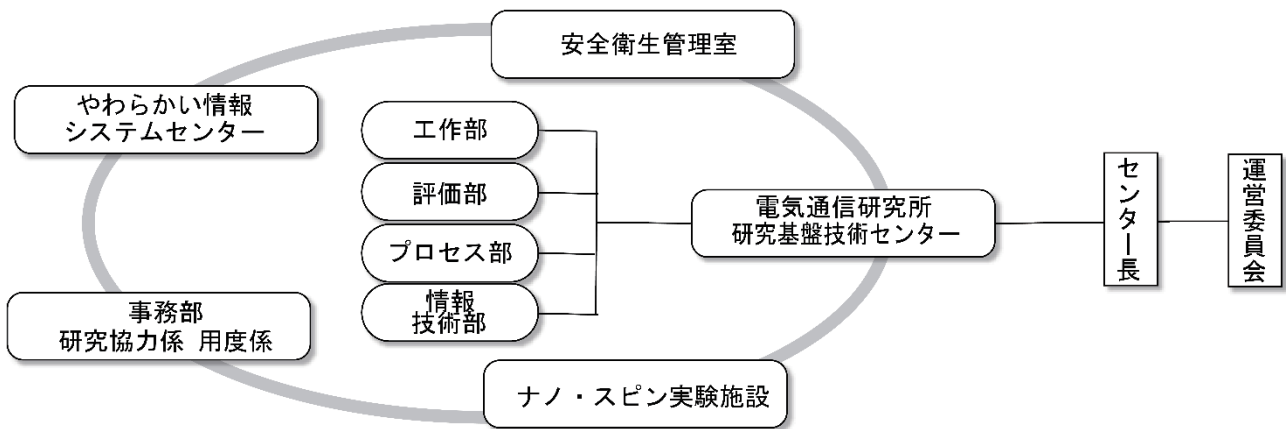 安全衛生管理室
やわらかい情報
システムセンター
工作部
評価部
プロセス部
情報
技術部
電気通信研究所
研究基盤技術センター
センター長
運営委員会
事務部
研究協力係 用度係
ナノ・スピン実験施設